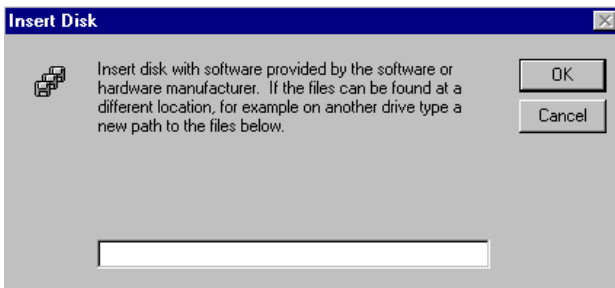 Insert Disk
Insert disk with software provided by the software or
hardware manufacturer.  If the files can be found at a
different location, for example on another drive type a
new path to the files below.
OK
Cancel